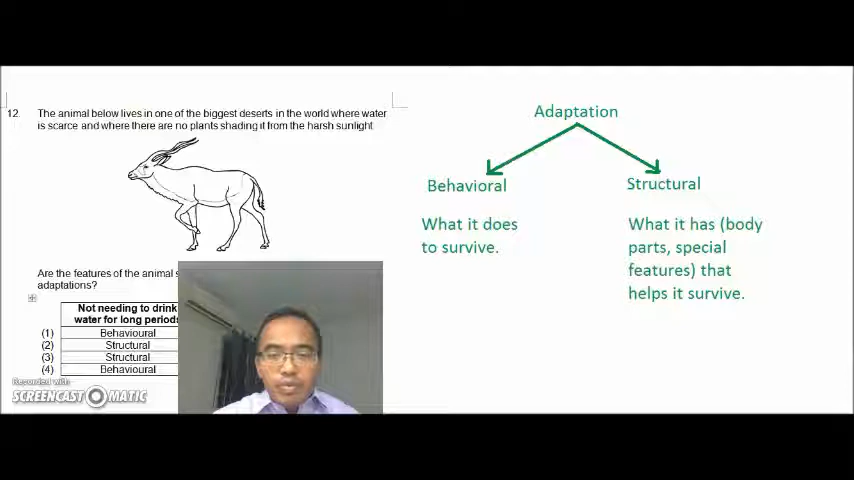 12. The animal below lives in one of the biggest deserts in the world where water
is scarce and where there are no plants shading it from the harsh sunlight
Are the features of the animal
adaptations?
Not needing to drink
water for long periods
(1) Behavioural
(2) Structural
(3) Structural
(4) Behavioural
Recorded with
SCREENCAST MATIC
Adaptation
Behavioral
What it does
to survive.
Structural
What it has (body
parts, special
features) that
helps it survive.